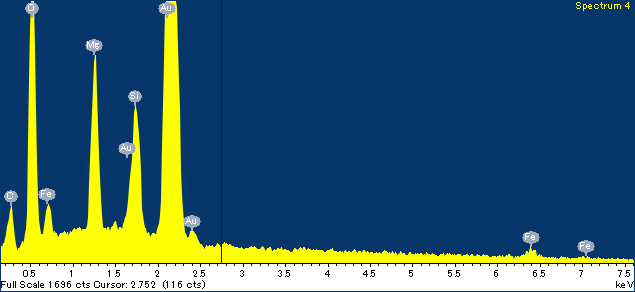 Spectrum 4
O
Au
Mg
Si
Au
C
Fe
Au
Fe
Fe
0.5 1 1.5 2 2.5 3 3.5 4 4.5 5 5.5 6 6.5 7 7.5
Full Scale 1696 cts Cursor: 2.752 (116 cts) keV